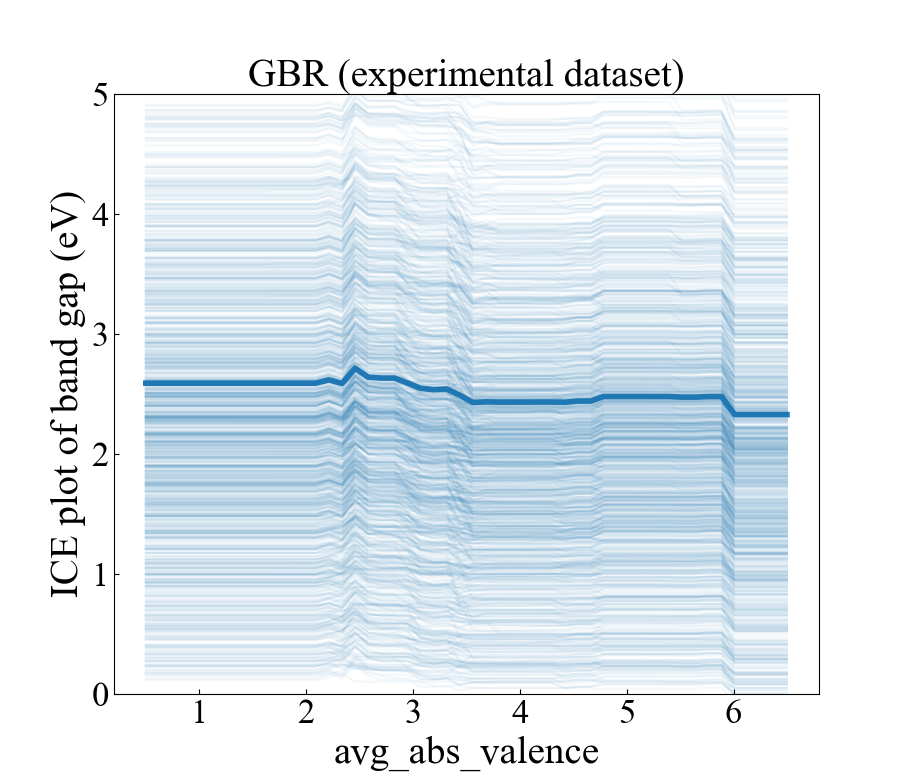 GBR (experimental dataset)
ICE plot of band gap (eV)
5
4
3
2
1
0
1 2 3 4 5 6
avg_abs_valence